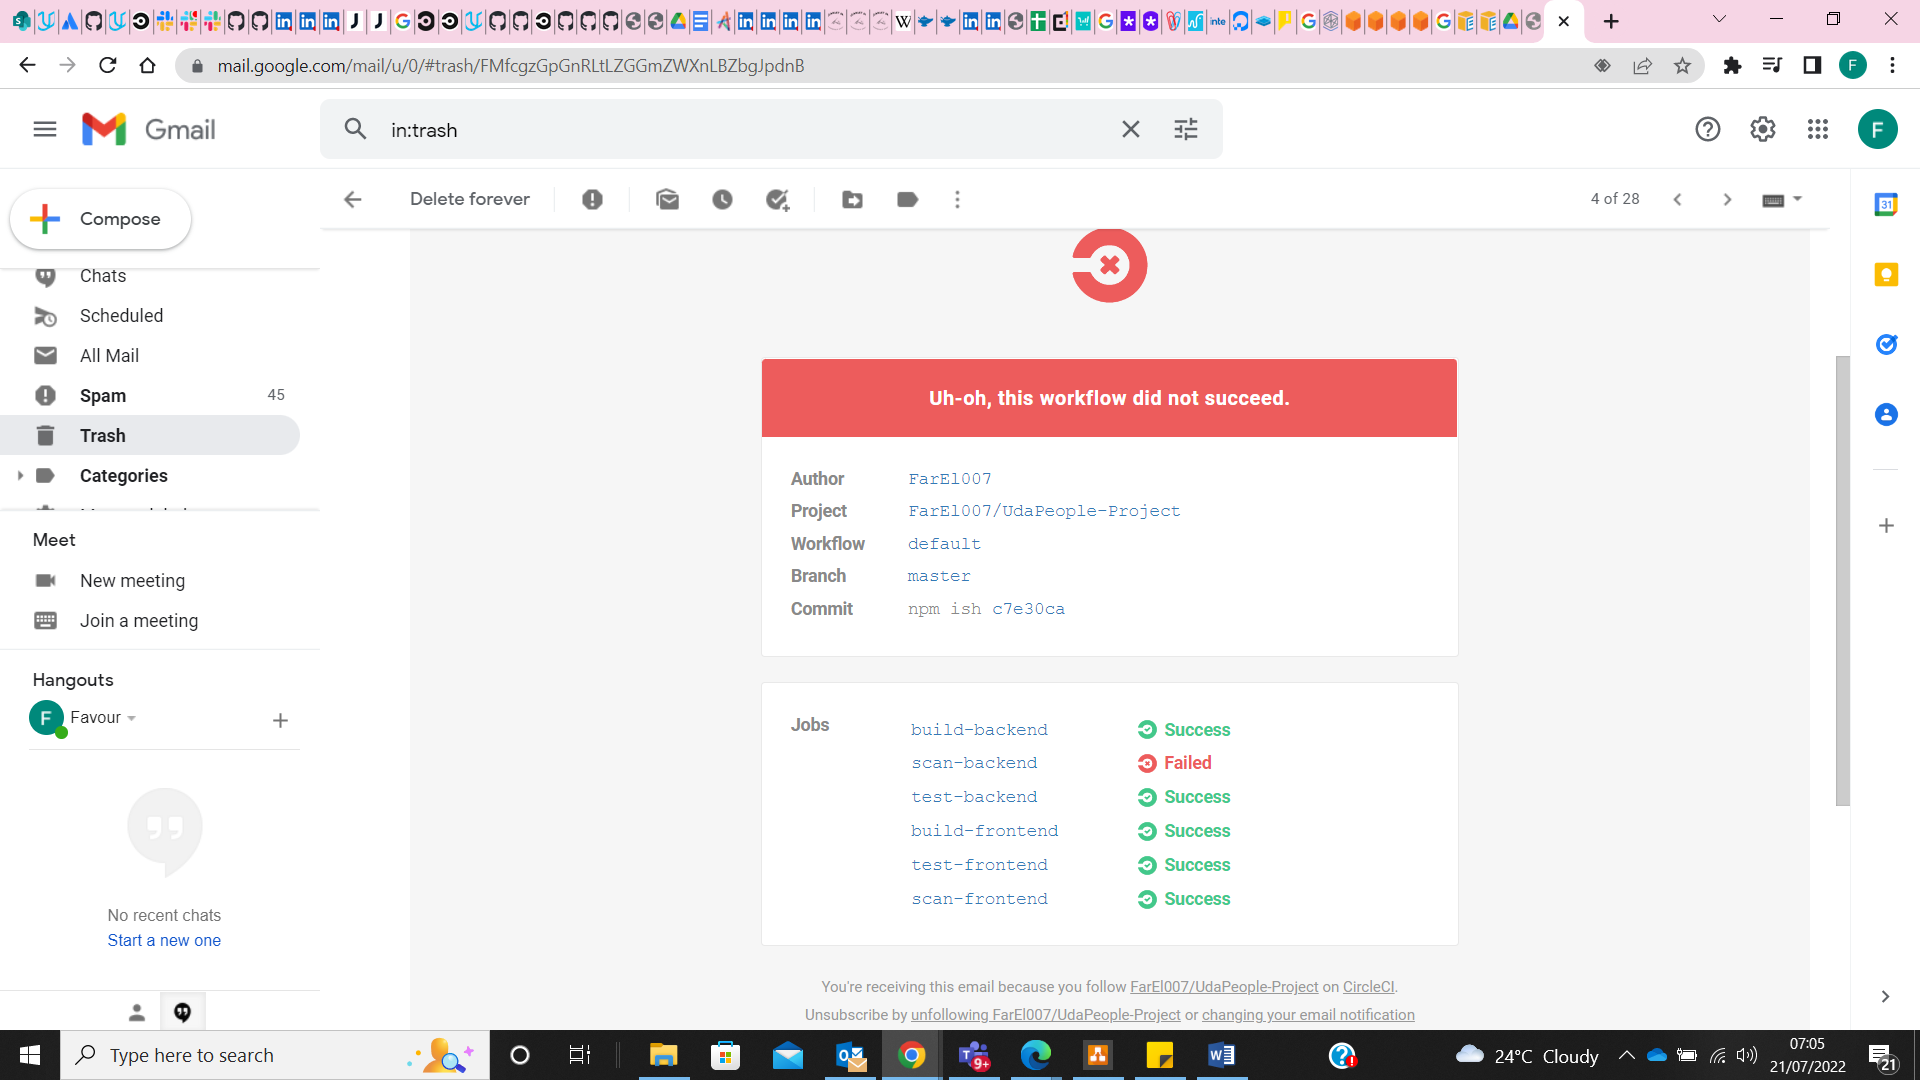 mail.google.com/mail/u/0/#trash/FMfcgzGpGnRLtLZGGmZWXnLBZbgJpdnB
F
Gmail
in:trash
F
Compose
Delete forever
4 of 28
31
Chats
Scheduled
All Mail
Spam 45
Trash
Categories
Meet
New meeting
Join a meeting
Hangouts
F Favour
No recent chats
Start a new one
Uh-oh, this workflow did not succeed.
Author FarEl007
Project FarEl007/UdaPeople-Project
Workflow default
Branch master
Commit npm ish c7e30ca
Jobs
build-backend Success
scan-backend Failed
test-backend Success
build-frontend Success
test-frontend Success
scan-frontend Success
You're receiving this email because you follow FarEl007/UdaPeople-Project on CircleCI.
Unsubscribe by unfollowing FarEl007/UdaPeople-Project or changing your email notification
Type here to search
9+
24°C Cloudy
07:05
21/07/2022
21